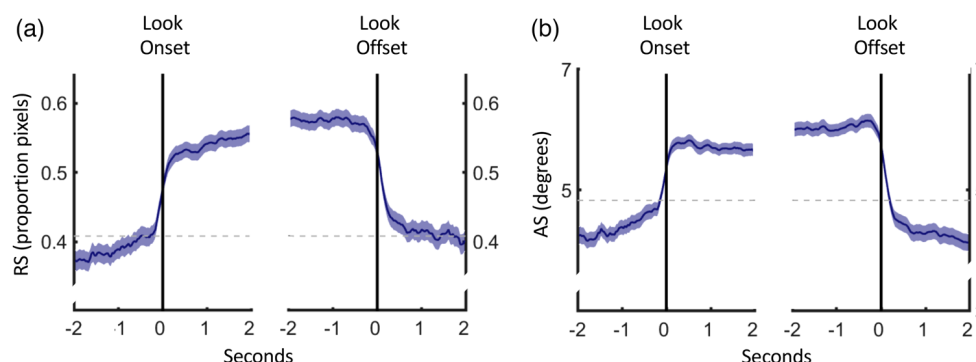 (a)
Look
Onset
Look
Offset
RS (proportion pixels)
0.6
0.5
0.4
0.6
0.5
0.4
-2 -1 0 1 2
-2 -1 0 1 2
Seconds
(b)
Look
Onset
Look
Offset
AS (degrees)
7
5
-2 -1 0 1 2
-2 -1 0 1 2
Seconds